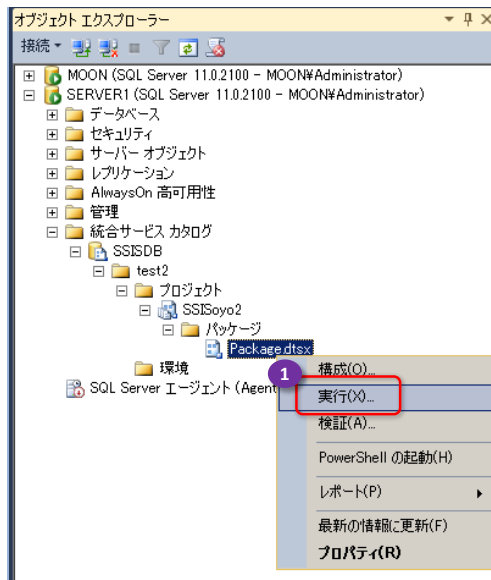 オブジェクト エクスプローラー
接続
MOON (SQL Server 11.0.2100 - MOON¥Administrator)
SERVER1 (SQL Server 11.0.2100 - MOON¥Administrator)
データベース
セキュリティ
サーバー オブジェクト
レプリケーション
AlwaysOn 高可用性
管理
統合サービス カタログ
SSISDB
test2
プロジェクト
SSISoyo2
パッケージ
Package.dtsx
環境
SQL Server エージェント (Agent
1
構成(O)...
実行(X)...
検証(A)...
PowerShell の起動(H)
レポート(P)
最新の情報に更新(F)
プロパティ(R)